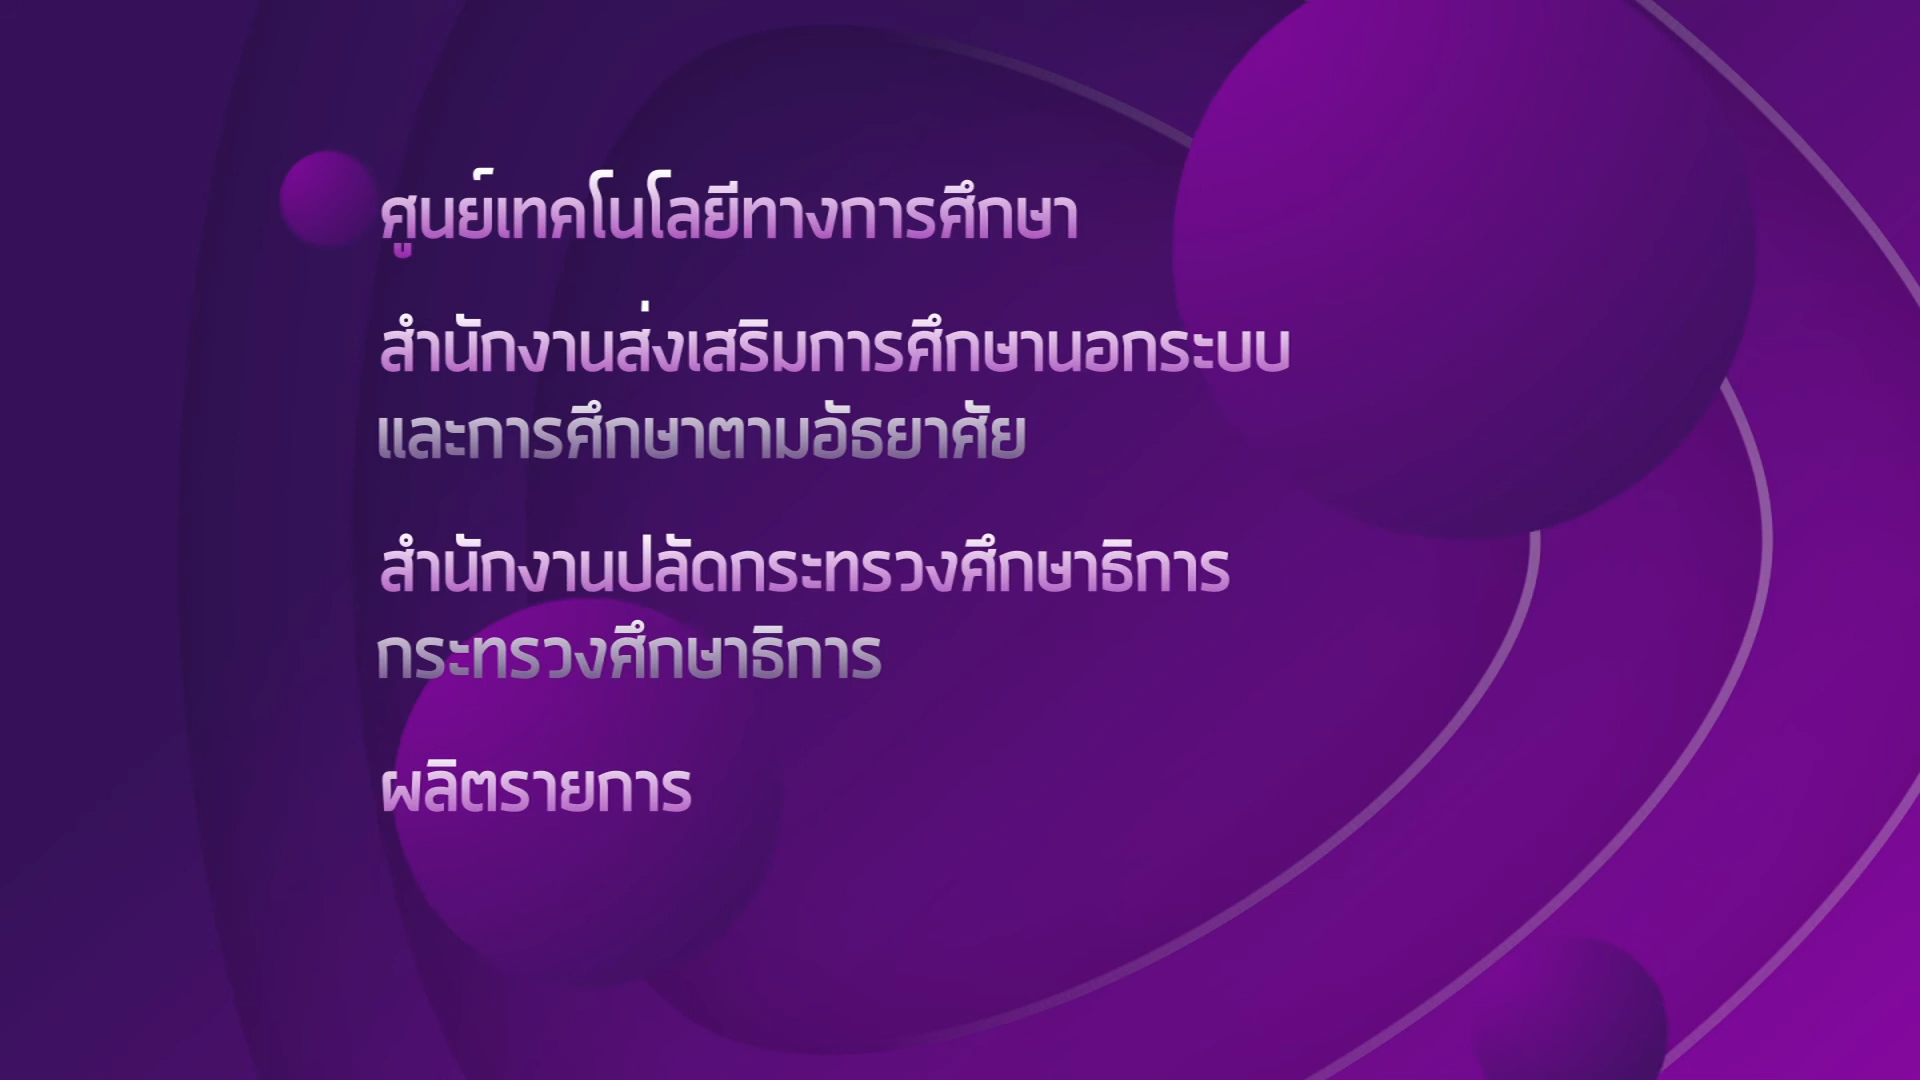 ศูนย์เทคโนโลยีทางการศึกษา
สำนักงานส่งเสริมการศึกษานอกระบบ
และการศึกษาตามอัธยาศัย
สำนักงานปลัดกระทรวงศึกษาธิการ
กระทรวงศึกษาธิการ
ผลิตรายการ